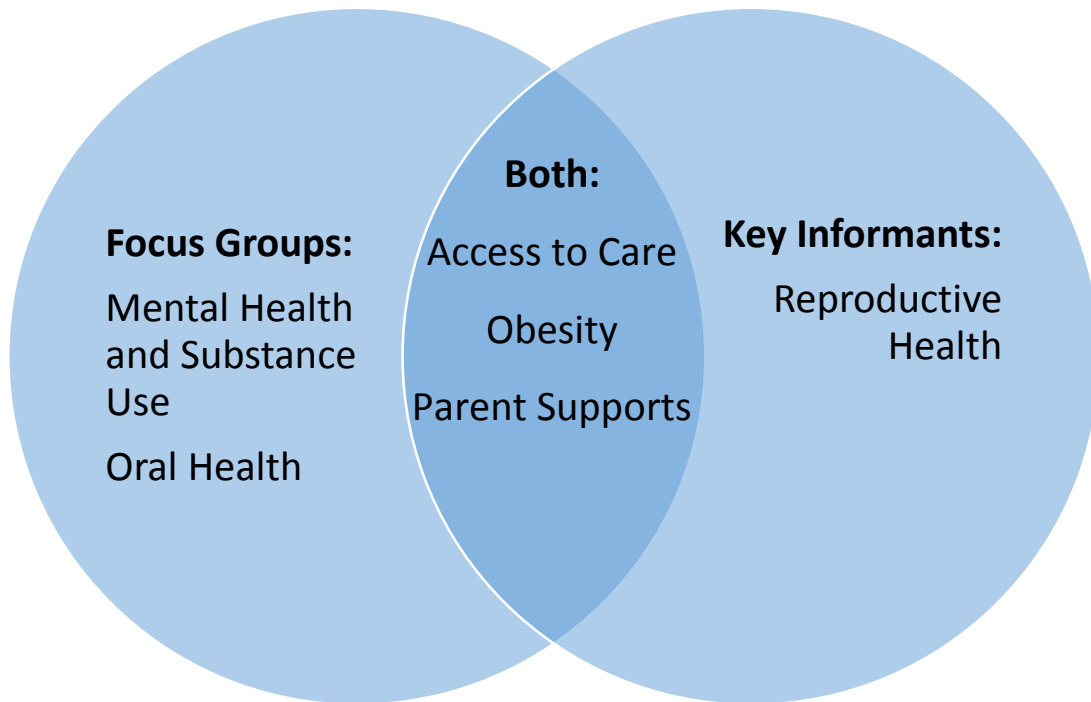 Focus Groups:
Mental Health
and Substance
Use
Oral Health
Both:
Access to Care
Obesity
Parent Supports
Key Informants:
Reproductive
Health